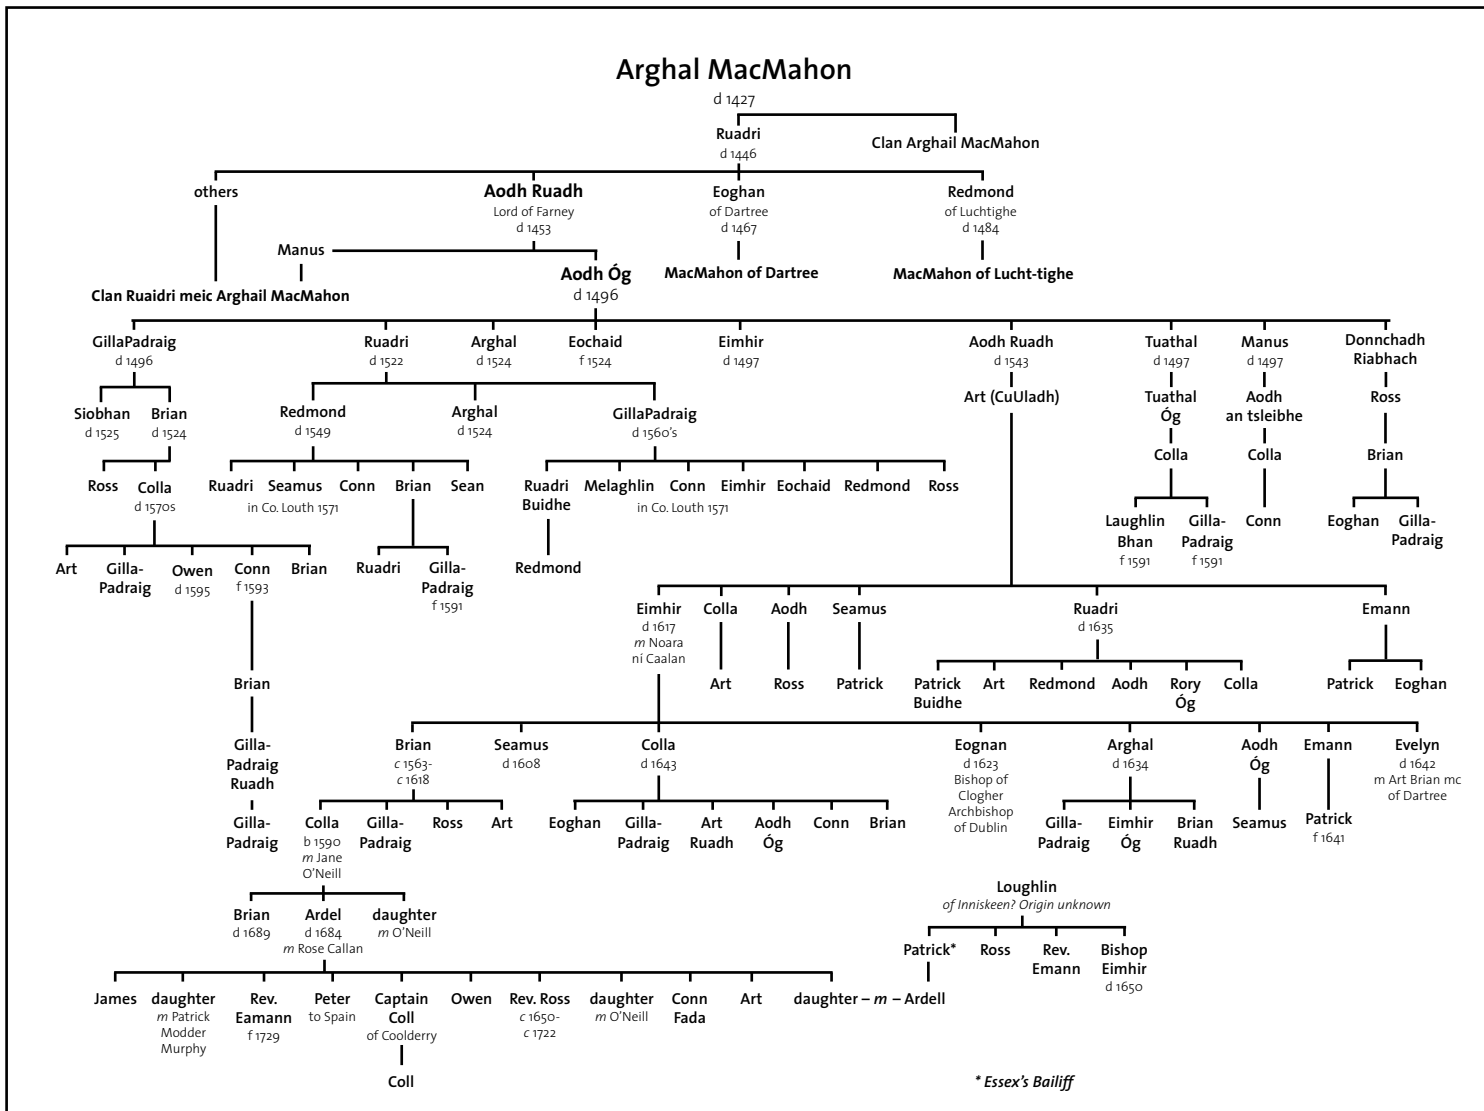 Arghal MacMahon
d 1427
Ruadri
d 1446
Clan Arghail MacMahon
others
Aodh Ruadh
Lord of Farney
d 1453
Eoghan
of Dartree
d 1467
Redmond
of Luchtighe
d 1484
Manus
Aodh Óg
d 1496
MacMahon of Dartree
MacMahon of Lucht-tighe
Clan Ruaidri meic Arghail MacMahon
GillaPadraig
d 1496
Ruadri
d 1522
Arghal
d 1524
Eochaid
f 1524
Eimhir
d 1497
Aodh Ruadh
d 1543
Tuathal
d 1497
Manus
d 1497
Donnchadh
Riabhach
Siobhan
d 1525
Brian
d 1524
Redmond
d 1549
Arghal
d 1524
GillaPadraig
d 1560's
Art (CuUladh)
Tuathal
Óg
Aodh
an tsleibhe
Ross
Ross
Colla
d 1570s
Ruadri
Seamus
Conn
Brian
Sean
in Co. Louth 1571
Ruadri
Buidhe
Melaghlin
Conn
Eimhir
Eochaid
Redmond
Ross
in Co. Louth 1571
Colla
Colla
Brian
Laughlin
Bhan
f 1591
Gilla-
Padraig
f 1591
Conn
Eoghan
Gilla-
Padraig
Art
Gilla-
Padraig
Owen
d 1595
Conn
f 1593
Brian
Ruadri
Gilla-
Padraig
f 1591
Redmond
Eimhir
d 1617
m Noara
ní Caalan
Colla
Aodh
Seamus
Ruadri
d 1635
Emann
Brian
Art
Ross
Patrick
Patrick
Buidhe
Art
Redmond
Aodh
Rory
Óg
Colla
Patrick
Eoghan
Gilla-
Padraig
Ruadh
Brian
c 1563-
c 1618
Seamus
d 1608
Colla
d 1643
Eognan
d 1623
Bishop of
Clogher
Archbishop
of Dublin
Arghal
d 1634
Aodh
Óg
Emann
Evelyn
d 1642
m Art Brian mc
of Dartree
Gilla-
Padraig
Colla
b 1590
m Jane
O'Neill
Gilla-
Padraig
Ross
Art
Eoghan
Gilla-
Padraig
Art
Ruadh
Aodh
Óg
Conn
Brian
Gilla-
Padraig
Eimhir
Óg
Brian
Ruadh
Seamus
Patrick
f 1641
Brian
d 1689
Ardel
d 1684
m Rose Callan
daughter
m O'Neill
Loughlin
of Inniskeen? Origin unknown
Patrick*
Ross
Rev.
Emann
Bishop
Eimhir
d 1650
James
daughter
m Patrick
Modder
Murphy
Rev.
Eamann
f 1729
Peter
to Spain
Captain
Coll
of Coolderry
Owen
Rev. Ross
c 1650-
c 1722
daughter
m O'Neill
Conn
Fada
Art
daughter – m – Ardell
Coll
* Essex's Bailiff